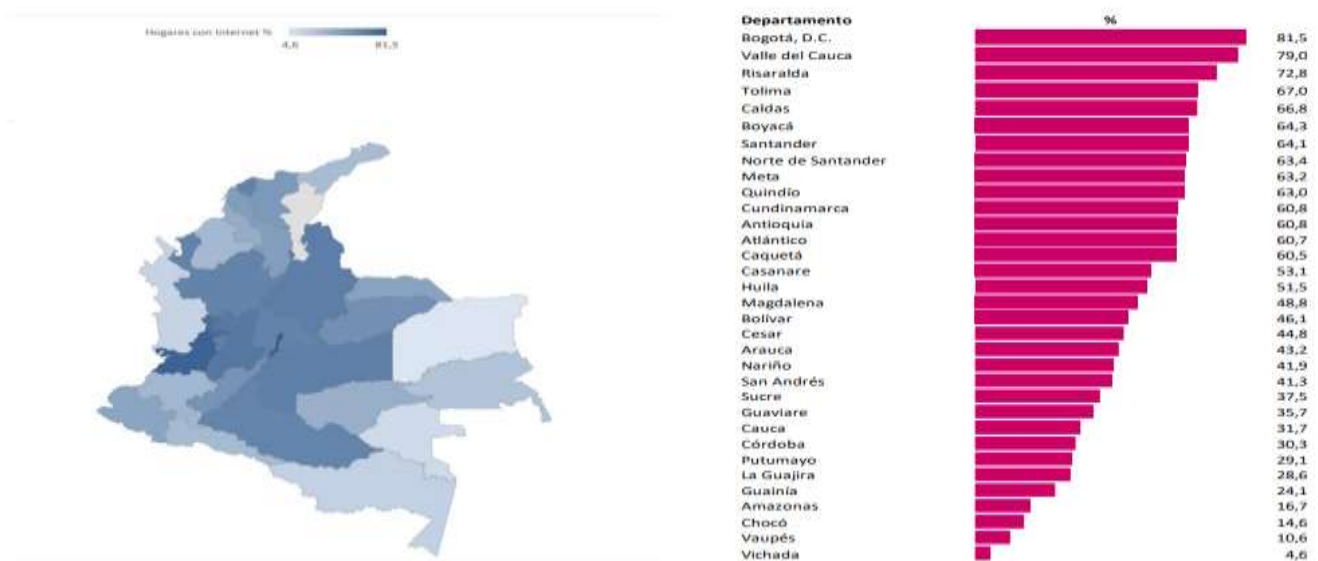 Hogares con Internet %
4,6 81,5
Departamento %
Bogotá, D.C. 81,5
Valle del Cauca 79,0
Risaralda 72,8
Tolima 67,0
Caldas 66,8
Boyacá 64,3
Santander 64,1
Norte de Santander 63,4
Meta 63,2
Quindío 63,0
Cundinamarca 60,8
Antioquia 60,8
Atlántico 60,7
Caquetá 60,5
Casanare 53,1
Huila 51,5
Magdalena 48,8
Bolívar 46,1
Cesar 44,8
Arauca 43,2
Nariño 41,9
San Andrés 41,3
Sucre 37,5
Guaviare 35,7
Cauca 31,7
Córdoba 30,3
Putumayo 29,1
La Guajira 28,6
Guainía 24,1
Amazonas 16,7
Chocó 14,6
Vaupés 10,6
Vichada 4,6